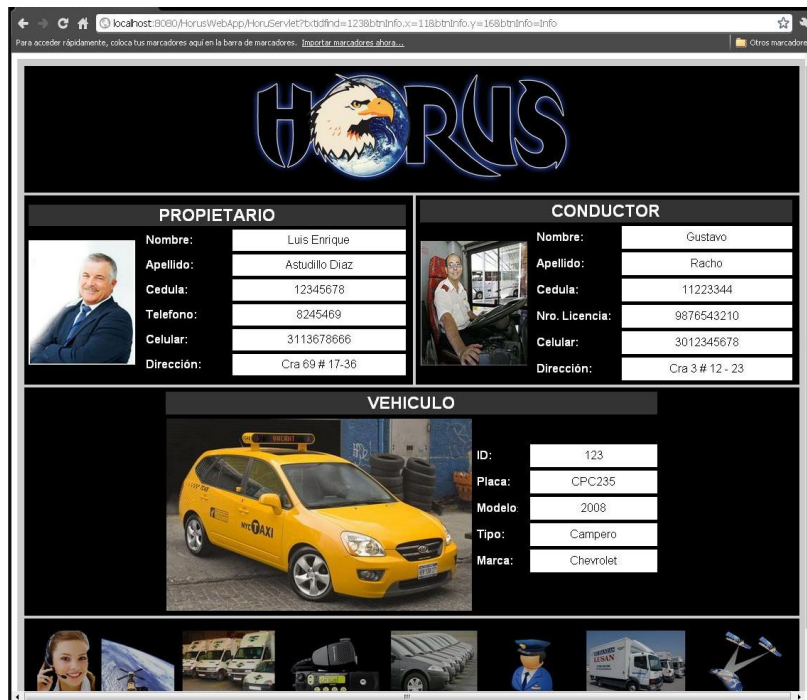 localhost:8080/HorusWebApp/HoruServlet?txtidfind=123&btnInfo.x=11&btnInfo.y=16&btnInfo=Info
Para acceder rápidamente, coloca tus marcadores aquí en la barra de marcadores. Importar marcadores ahora...
Otros marcadore
HORUS
PROPIETARIO
Nombre: Luis Enrique
Apellido: Astudillo Diaz
Cedula: 12345678
Telefono: 8245469
Celular: 3113678666
Dirección: Cra 69 # 17-36
CONDUCTOR
Nombre: Gustavo
Apellido: Racho
Cedula: 11223344
Nro. Licencia: 9876543210
Celular: 3012345678
Dirección: Cra 3 # 12 - 23
VEHICULO
NYC TAXI
ID: 123
Placa: CPC235
Modelo: 2008
Tipo: Campero
Marca: Chevrolet
LUSAN